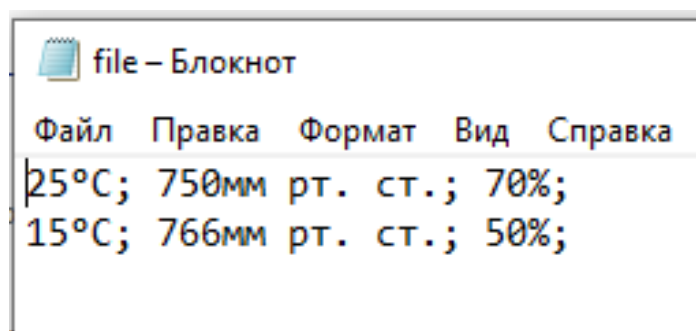 file – Блокнот
Файл Правка Формат Вид Справка
25°C; 750мм рт. ст.; 70%;
15°C; 766мм рт. ст.; 50%;